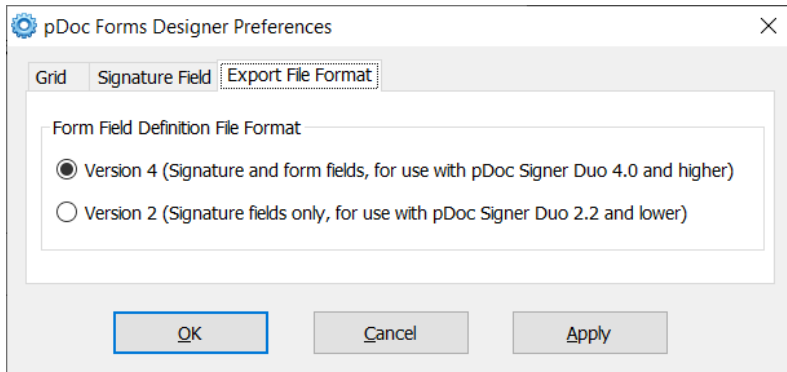 pDoc Forms Designer Preferences
Grid Signature Field Export File Format
Form Field Definition File Format
Version 4 (Signature and form fields, for use with pDoc Signer Duo 4.0 and higher)
Version 2 (Signature fields only, for use with pDoc Signer Duo 2.2 and lower)
OK Cancel Apply